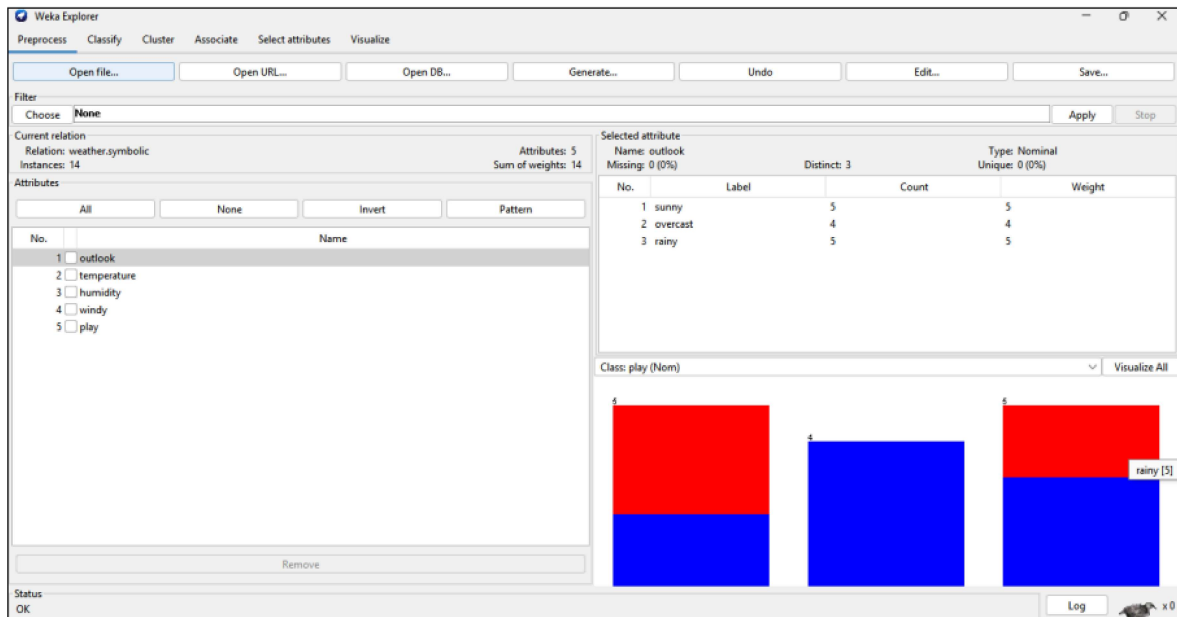 Weka Explorer
Preprocess Classify Cluster Associate Select attributes Visualize
Open file... Open URL... Open DB... Generate... Undo Edit... Save...
Filter
Choose None Apply Stop
Current relation
Relation: weather.symbolic Attributes: 5
Instances: 14 Sum of weights: 14
Attributes
All None Invert Pattern
No. Name
1 outlook
2 temperature
3 humidity
4 windy
5 play
Remove
Selected attribute
Name: outlook Type: Nominal
Missing: 0 (0%) Distinct: 3 Unique: 0 (0%)
No. Label Count Weight
1 sunny 5 5
2 overcast 4 4
3 rainy 5 5
Class: play (Nom) Visualize All
5 4 5
rainy [5]
Status
OK Log x 0